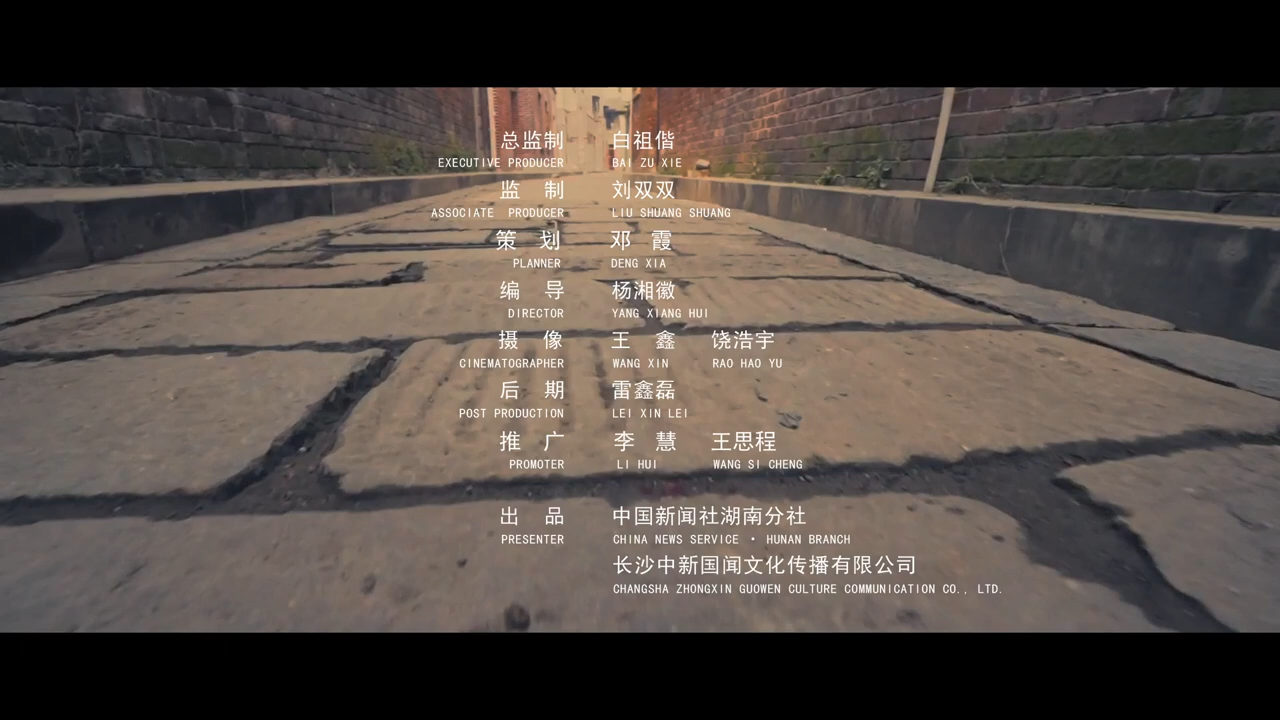 总监制 白祖偕
EXECUTIVE PRODUCER BAI ZU XIE
监 制 刘双双
ASSOCIATE PRODUCER LIU SHUANG SHUANG
策 划 邓 霞
PLANNER DENG XIA
编 导 杨湘徽
DIRECTOR YANG XIANG HUI
摄 像 王 鑫 饶浩宇
CINEMATOGRAPHER WANG XIN RAO HAO YU
后 期 雷鑫磊
POST PRODUCTION LEI XIN LEI
推 广 李 慧 王思程
PROMOTER LI HUI WANG SI CHENG
出 品 中国新闻社湖南分社
PRESENTER CHINA NEWS SERVICE • HUNAN BRANCH
长沙中新国闻文化传播有限公司
CHANGSHA ZHONGXIN GUOWEN CULTURE COMMUNICATION CO., LTD.